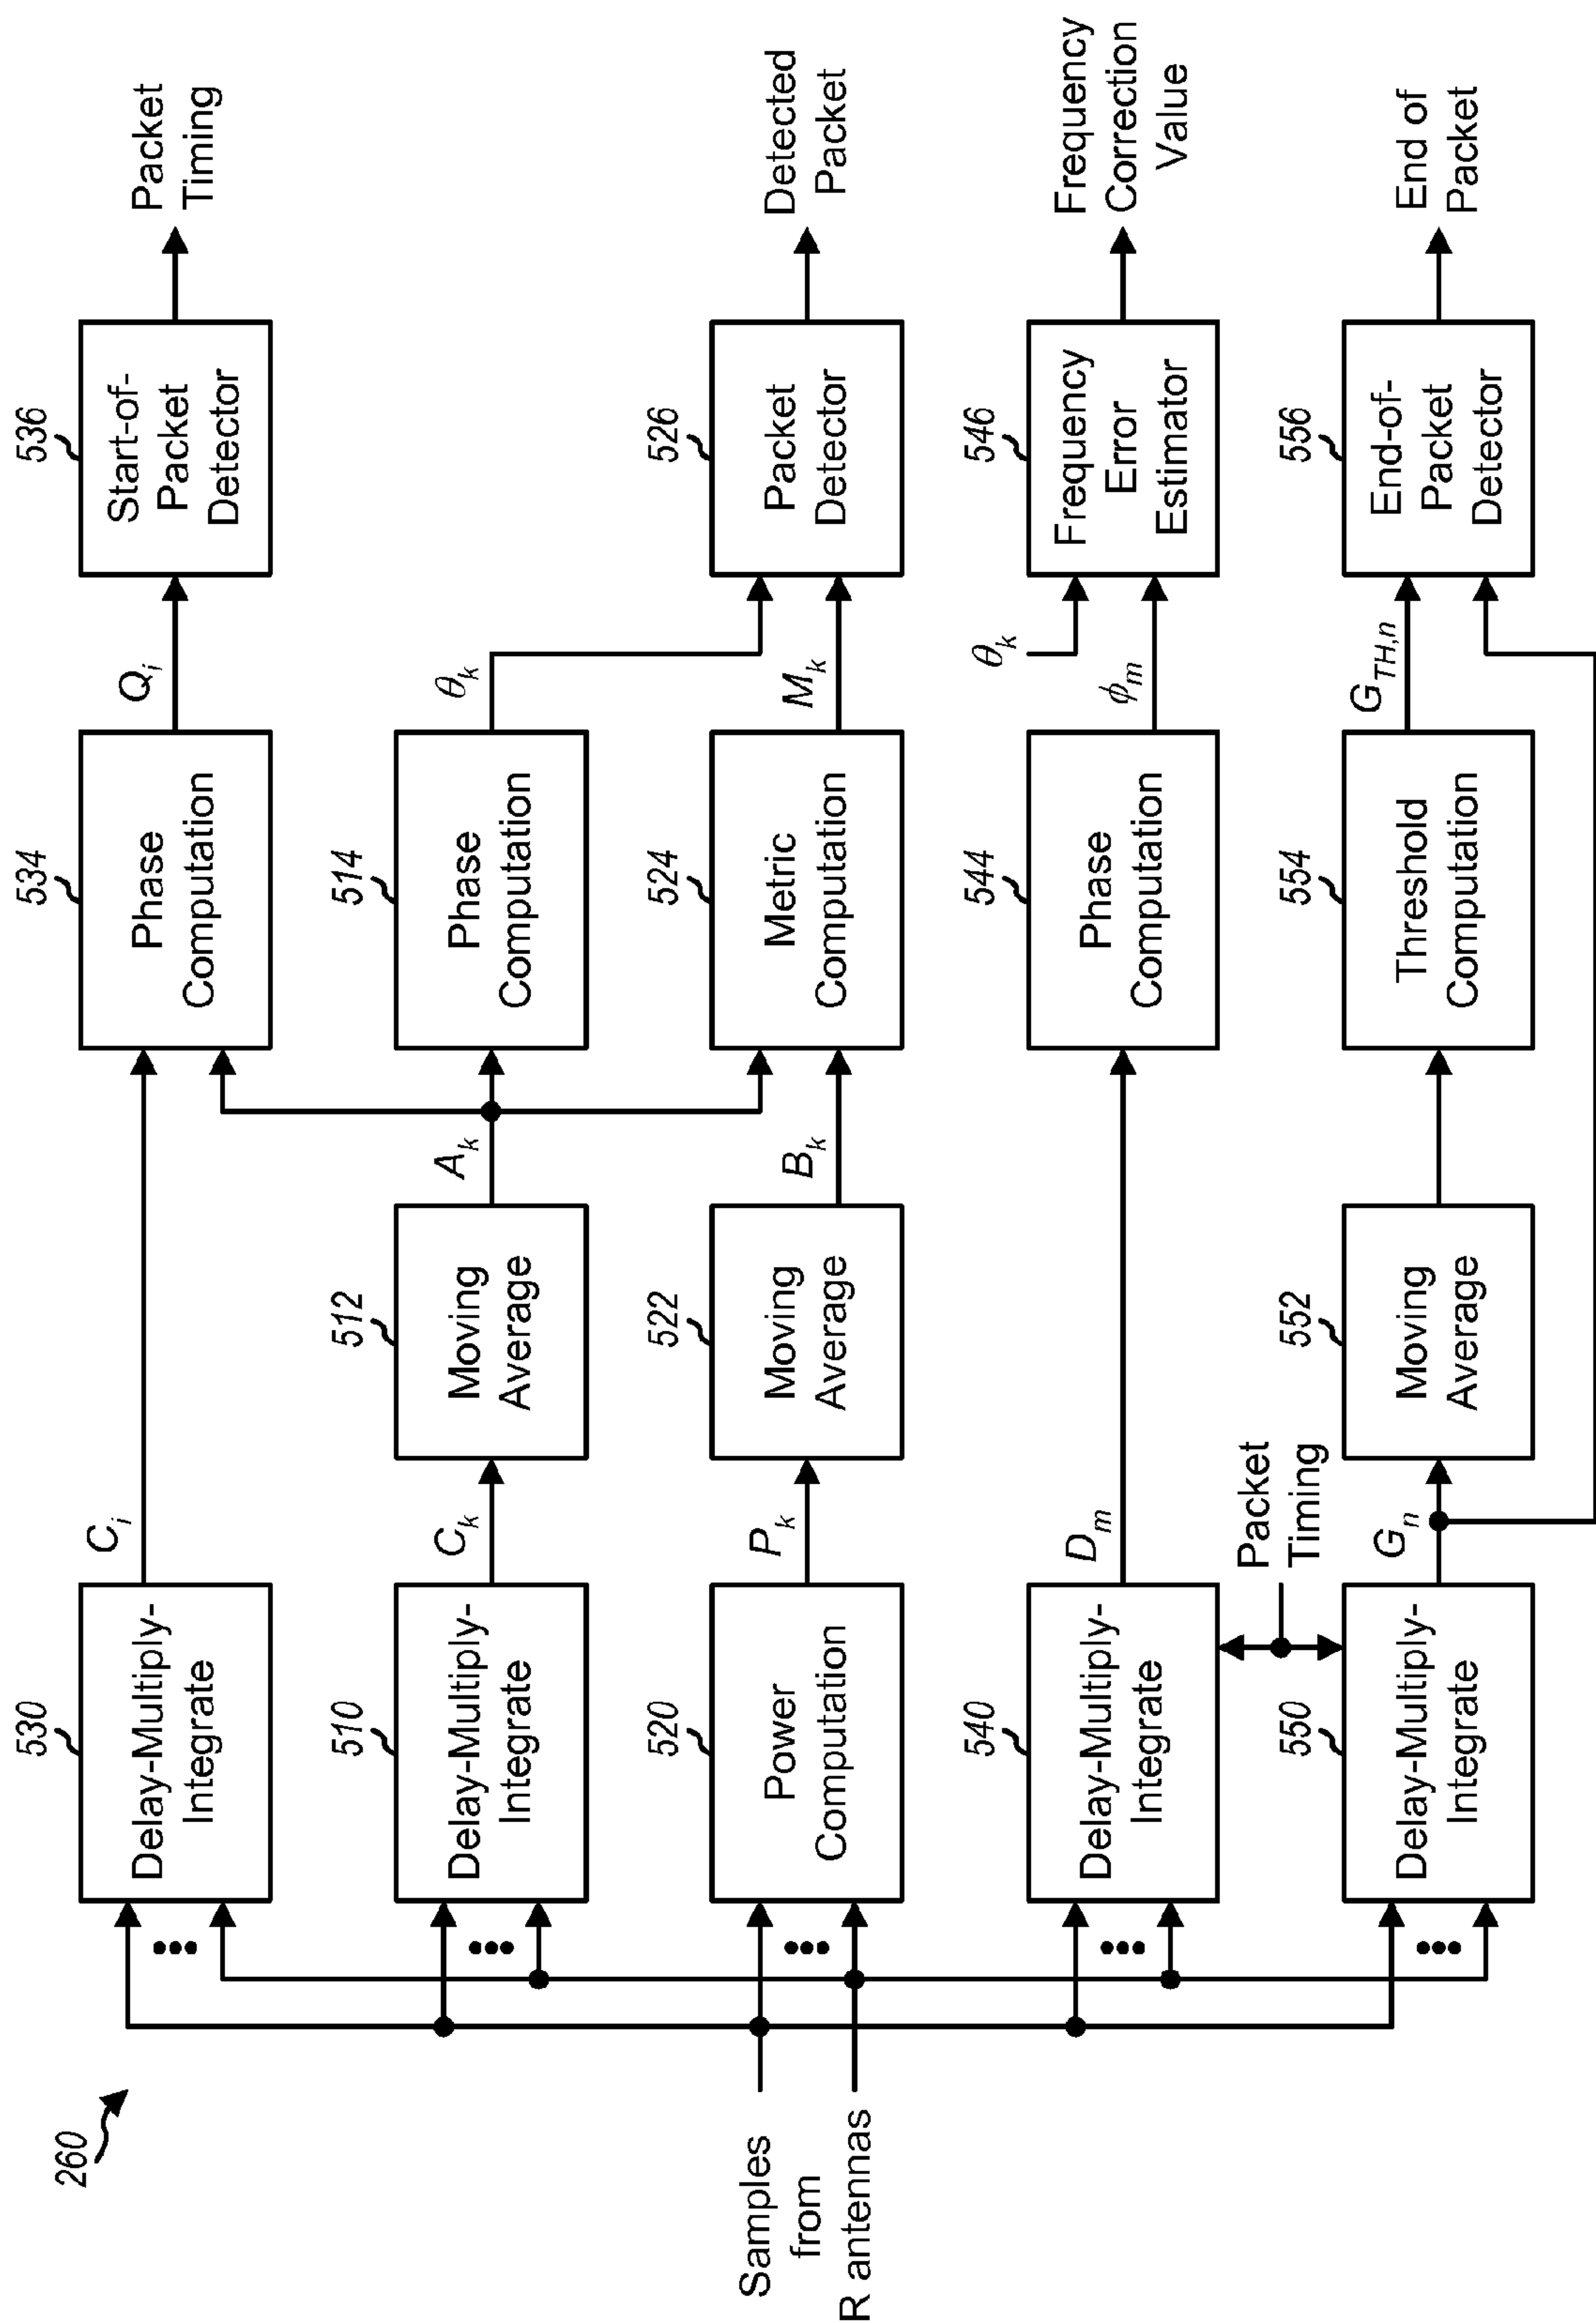 260
530
Delay-Multiply-
Integrate
C_i
534
Phase
Computation
Q_i
536
Start-of-
Packet
Detector
Packet
Timing
510
Delay-Multiply-
Integrate
C_k
512
Moving
Average
A_k
514
Phase
Computation
θ_k
Samples
from
R antennas
520
Power
Computation
P_k
522
Moving
Average
B_k
524
Metric
Computation
M_k
526
Packet
Detector
Detected
Packet
540
Delay-Multiply-
Integrate
D_m
544
Phase
Computation
θ_k
ϕ_m
546
Frequency
Error
Estimator
Frequency
Correction
Value
Packet
Timing
550
Delay-Multiply-
Integrate
G_n
552
Moving
Average
554
Threshold
Computation
G_{TH,n}
556
End-of-
Packet
Detector
End of
Packet